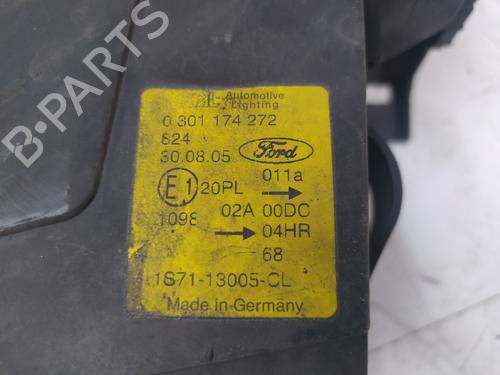 AL Automotive Lighting
0 301 174 272
824
30.08.05 Ford
011a
E1 20PL →
1098 02A 00DC
→ 04HR
68
1S71-13005-CL
Made in Germany
B-PARTS